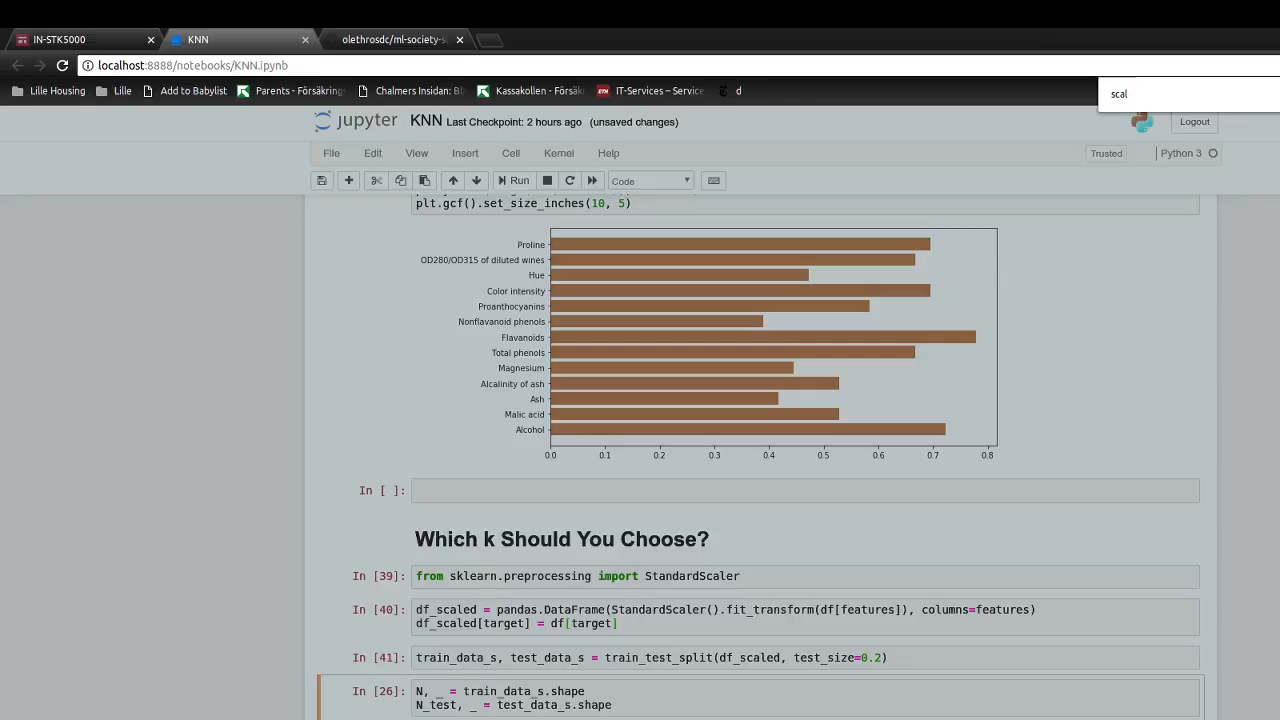 IN-STK5000
KNN
olethrosdc/ml-society-s
localhost:8888/notebooks/KNN.ipynb
Lille Housing
Lille
Add to Babylist
Parents - Försäkring
Chalmers Insidan: Bl
Kassakollen - Försäk
IT-Services – Service
d
scal
jupyter KNN Last Checkpoint: 2 hours ago (unsaved changes)
Logout
File Edit View Insert Cell Kernel Help
Trusted
Python 3
Run
Code
plt.gcf().set_size_inches(10, 5)
Proline
OD280/OD315 of diluted wines
Hue
Color intensity
Proanthocyanins
Nonflavanoid phenols
Flavanoids
Total phenols
Magnesium
Alcalinity of ash
Ash
Malic acid
Alcohol
0.0 0.1 0.2 0.3 0.4 0.5 0.6 0.7 0.8
In [ ]:
Which k Should You Choose?
In [39]: from sklearn.preprocessing import StandardScaler
In [40]: df_scaled = pandas.DataFrame(StandardScaler().fit_transform(df[features]), columns=features)
df_scaled[target] = df[target]
In [41]: train_data_s, test_data_s = train_test_split(df_scaled, test_size=0.2)
In [26]: N, _ = train_data_s.shape
N_test, _ = test_data_s.shape